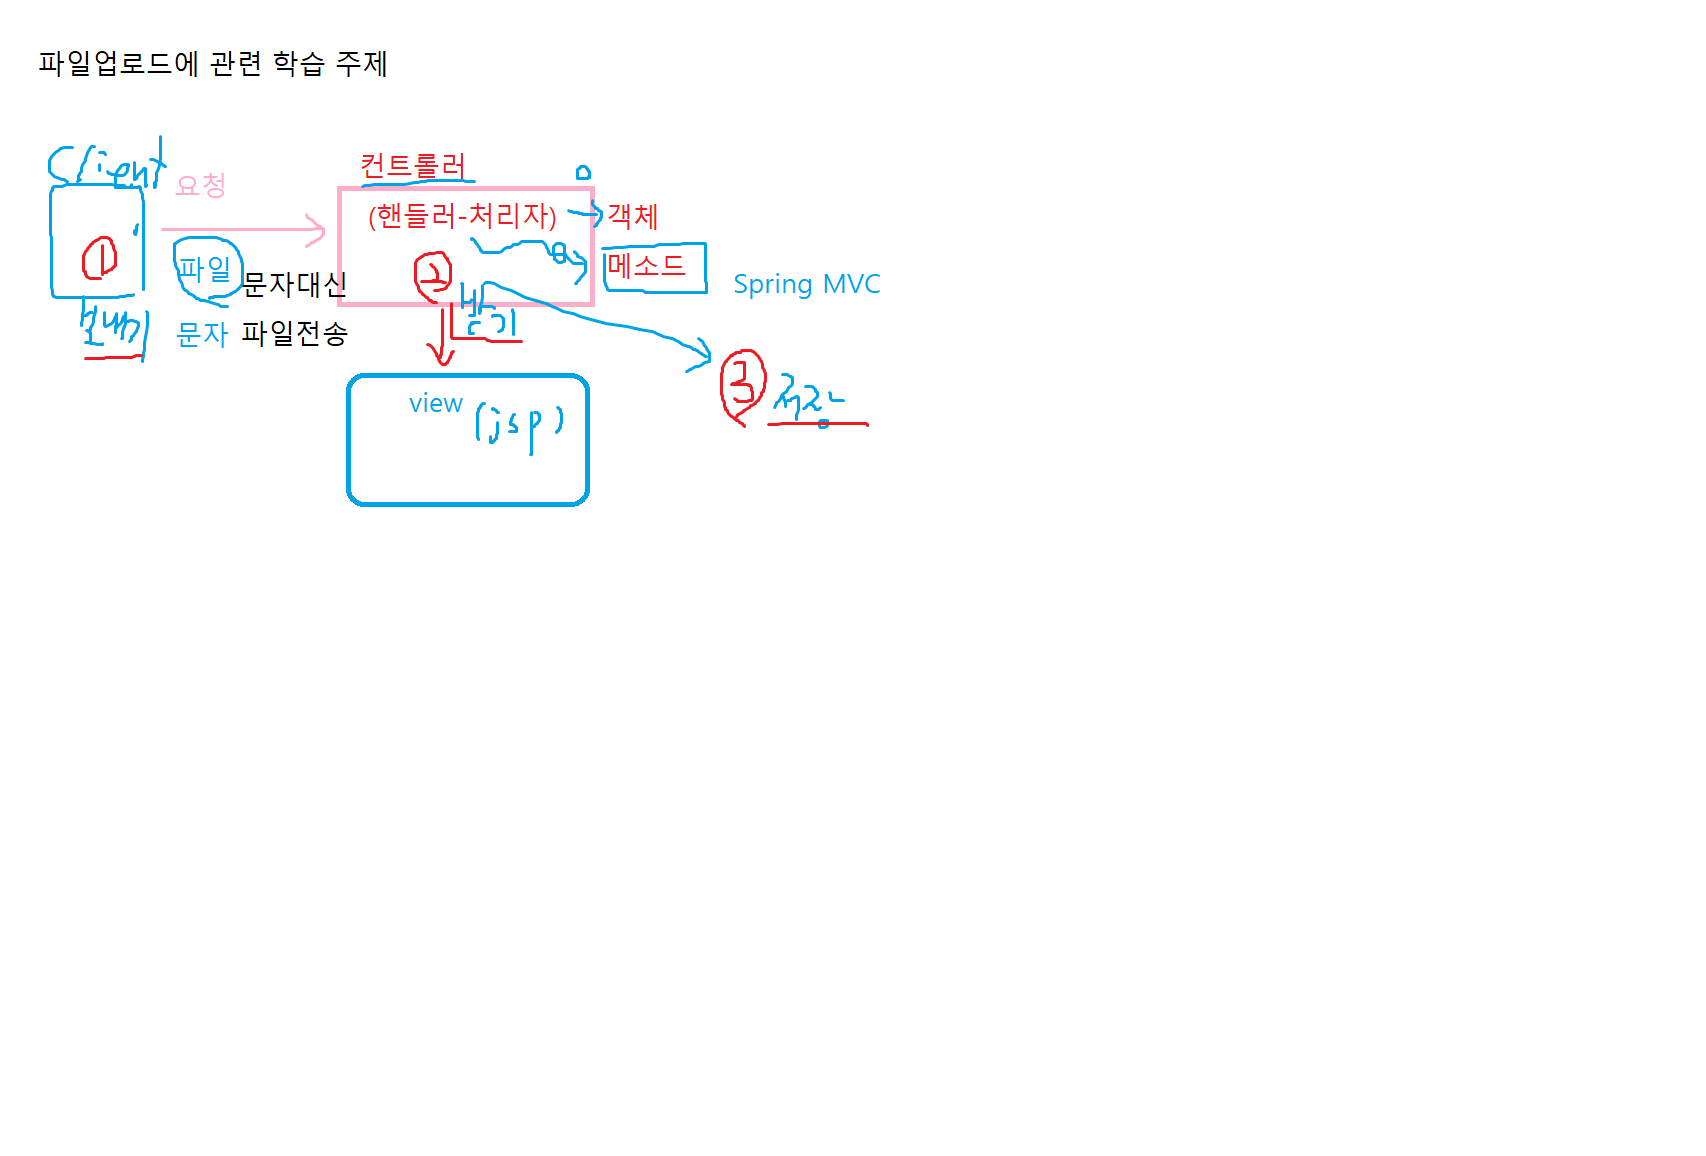 파일업로드에 관련 학습 주제
Client
요청
컨트롤러
(핸들러-처리자)
객체
①
파일
문자대신
②
메소드
Spring MVC
보내기
문자
파일전송
받기
③
저장
view
(jsp)